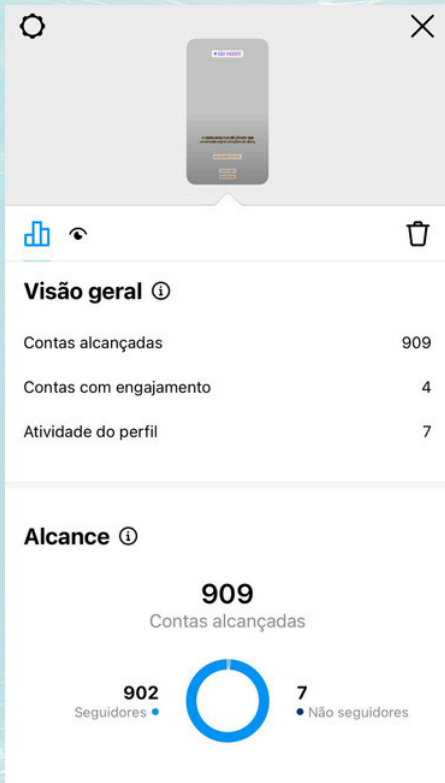 Visão geral
Contas alcançadas 909
Contas com engajamento 4
Atividade do perfil 7
Alcance
909
Contas alcançadas
902
Seguidores
7
Não seguidores